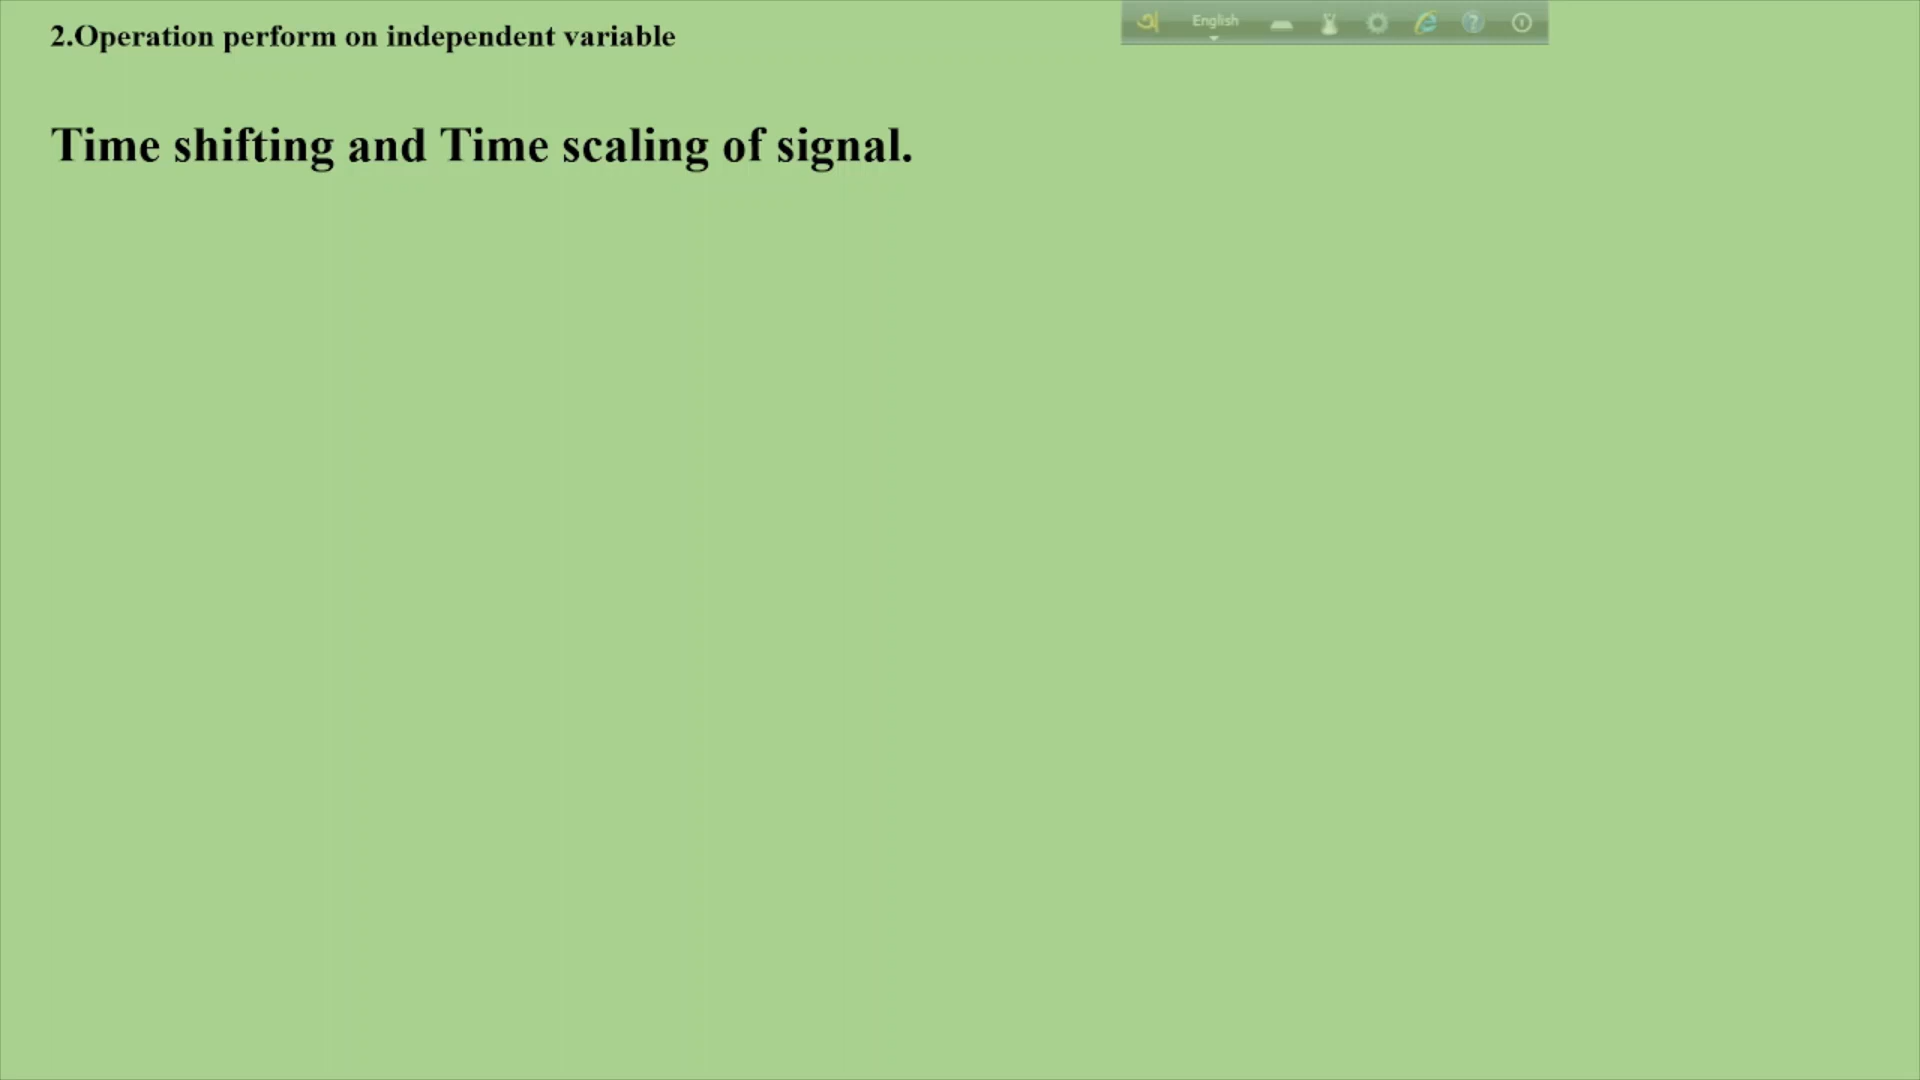 2.Operation perform on independent variable
English
Time shifting and Time scaling of signal.